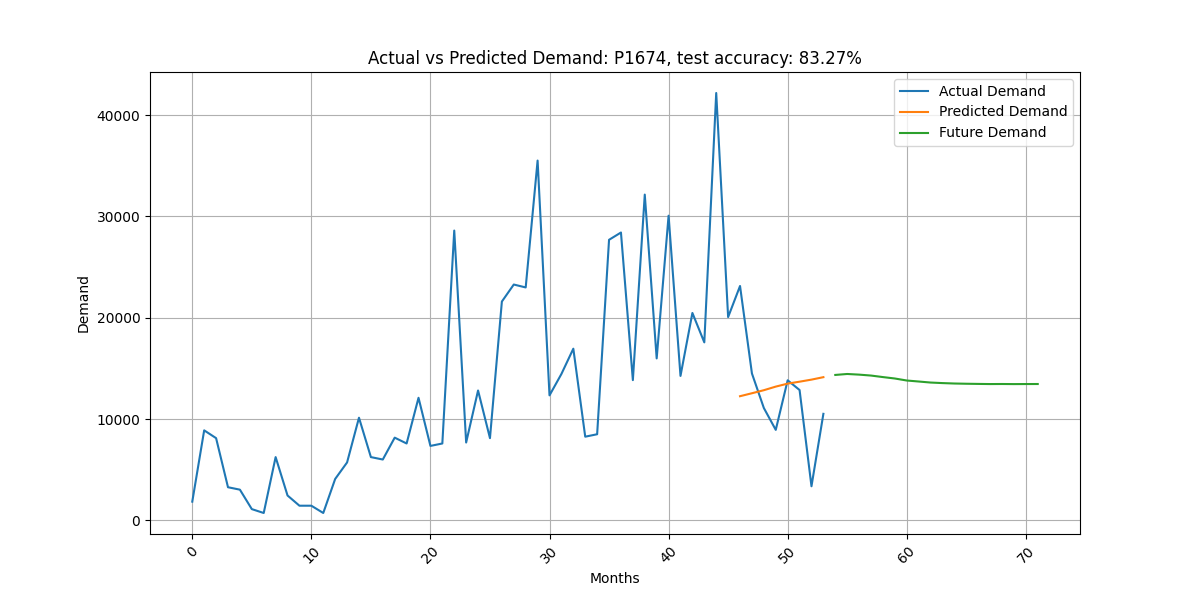 Actual vs Predicted Demand: P1674, test accuracy: 83.27%
Actual Demand
Predicted Demand
Future Demand
40000
30000
20000
10000
0
Demand
0
10
20
30
40
50
60
70
Months